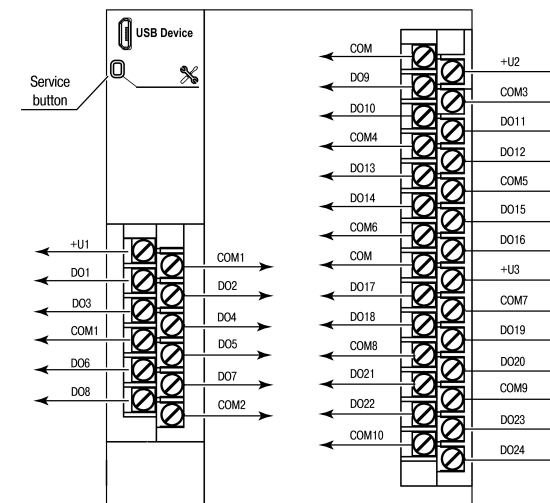 USB Device
Service
button
+U1
DO1
DO3
COM1
DO6
DO8
COM1
DO2
DO4
DO5
DO7
COM2
COM
DO9
DO10
COM4
DO13
DO14
COM6
COM
DO17
DO18
COM8
DO21
DO22
COM10
+U2
COM3
DO11
DO12
COM5
DO15
DO16
+U3
COM7
DO19
DO20
COM9
DO23
DO24